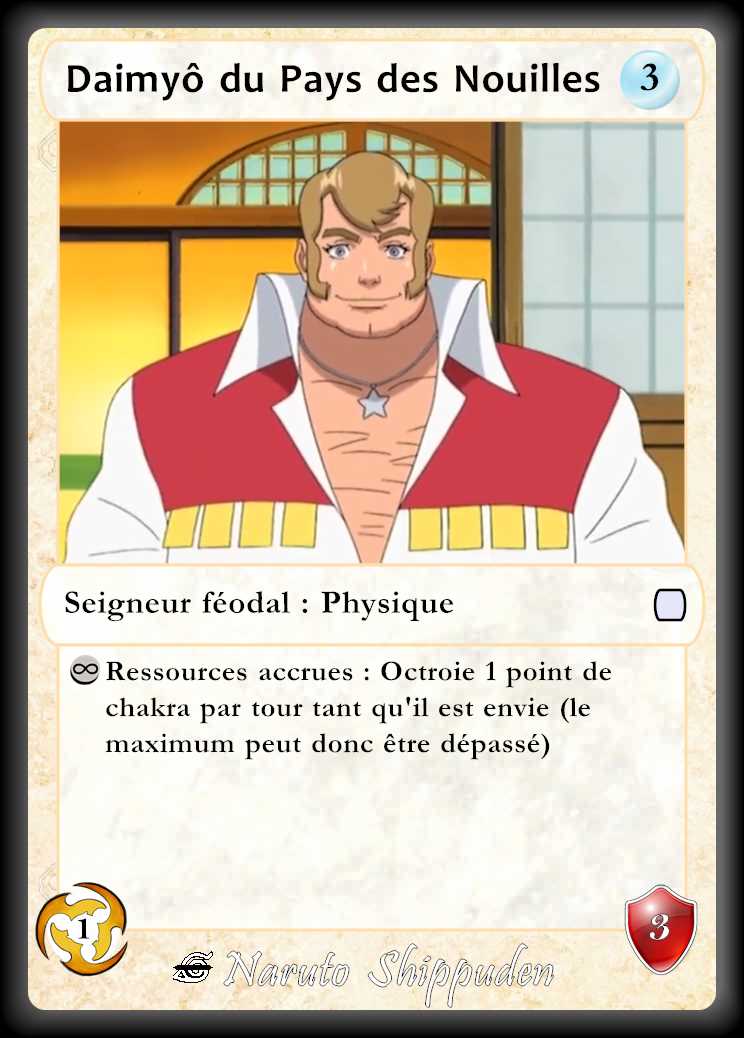 Daimyô du Pays des Nouilles 3
Seigneur féodal : Physique
Ressources accrues : Octroie 1 point de
chakra par tour tant qu'il est envie (le
maximum peut donc être dépassé)
1
3
Naruto Shippuden